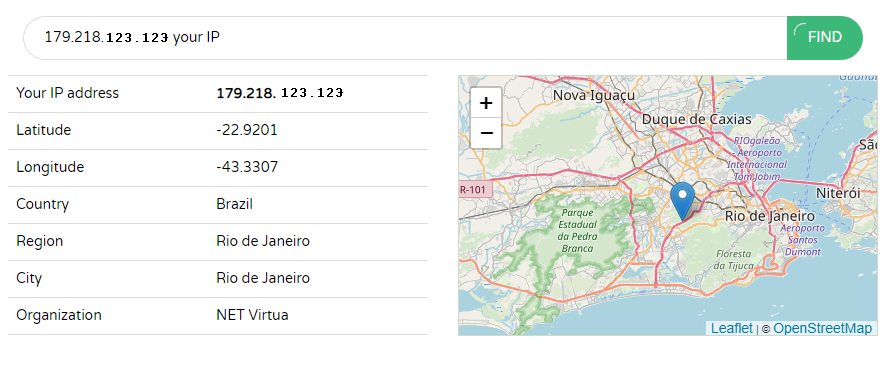 179.218.123.123 your IP
FIND
Your IP address 179.218. 123.123
Latitude -22.9201
Longitude -43.3307
Country Brazil
Region Rio de Janeiro
City Rio de Janeiro
Organization NET Virtua
+
−
Nova Iguaçu
Duque de Caxias
RIOgaleão
- Aeroporto
Internacional
Tom Jobim
R-101
Niterói
Rio de Janeiro
Parque
Estadual
da Pedra
Branca
Aeroporto
Santos
Dumont
Floresta
da Tijuca
Leaflet | © OpenStreetMap